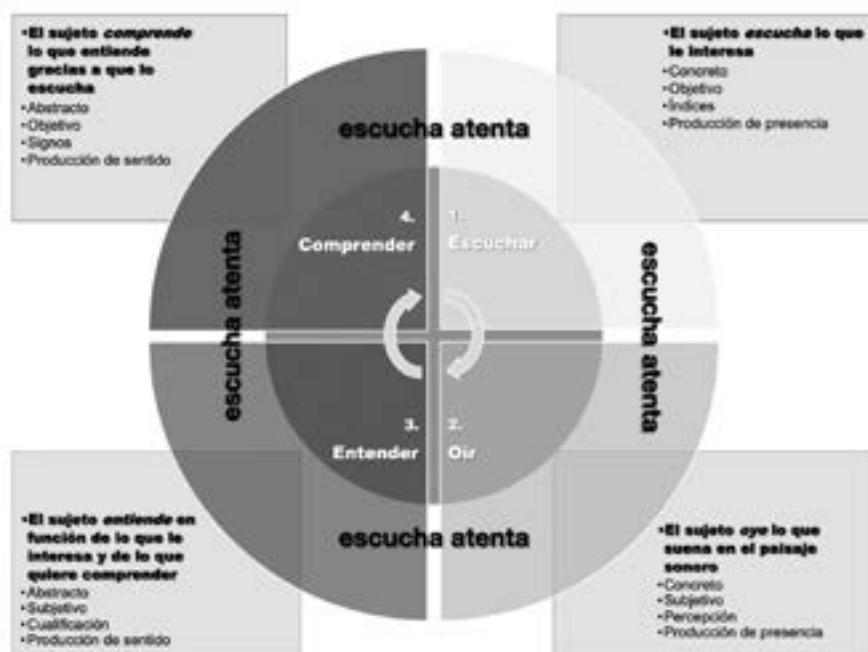 •El sujeto comprende
lo que entiende
gracias a que lo
escucha
•Abstracto
•Objetivo
•Signos
•Producción de sentido
•El sujeto escucha lo que
le interesa
•Concreto
•Objetivo
•Índices
•Producción de presencia
escucha atenta
4.
Comprender
1.
Escuchar
escucha atenta
escucha atenta
3.
Entender
2.
Oir
escucha atenta
•El sujeto entiende en
función de lo que le
interesa y de lo que
quiere comprender
•Abstracto
•Subjetivo
•Cualificación
•Producción de sentido
•El sujeto oye lo que
suena en el paisaje
sonoro
•Concreto
•Subjetivo
•Percepción
•Producción de presencia